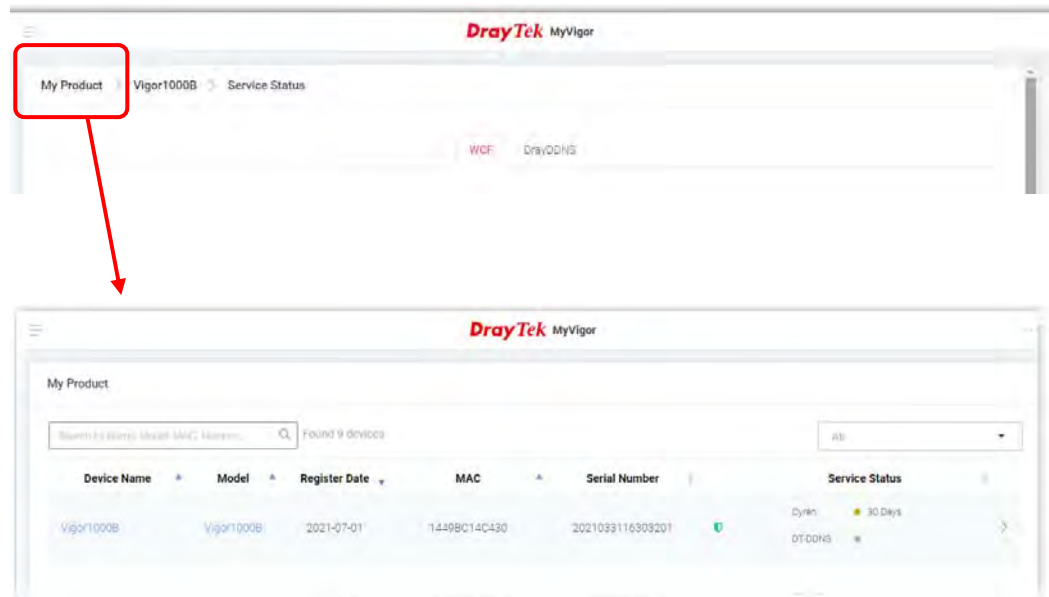 DrayTek MyVigor
My Product > Vigor1000B > Service Status
WCF DrayDDNS
DrayTek MyVigor
My Product
Found 9 devices All
Device Name Model Register Date MAC Serial Number Service Status
Vigor1000B Vigor1000B 2021-07-01 1449BC14C430 2021033116303201
Cyren 30 Days
DT-DDNS